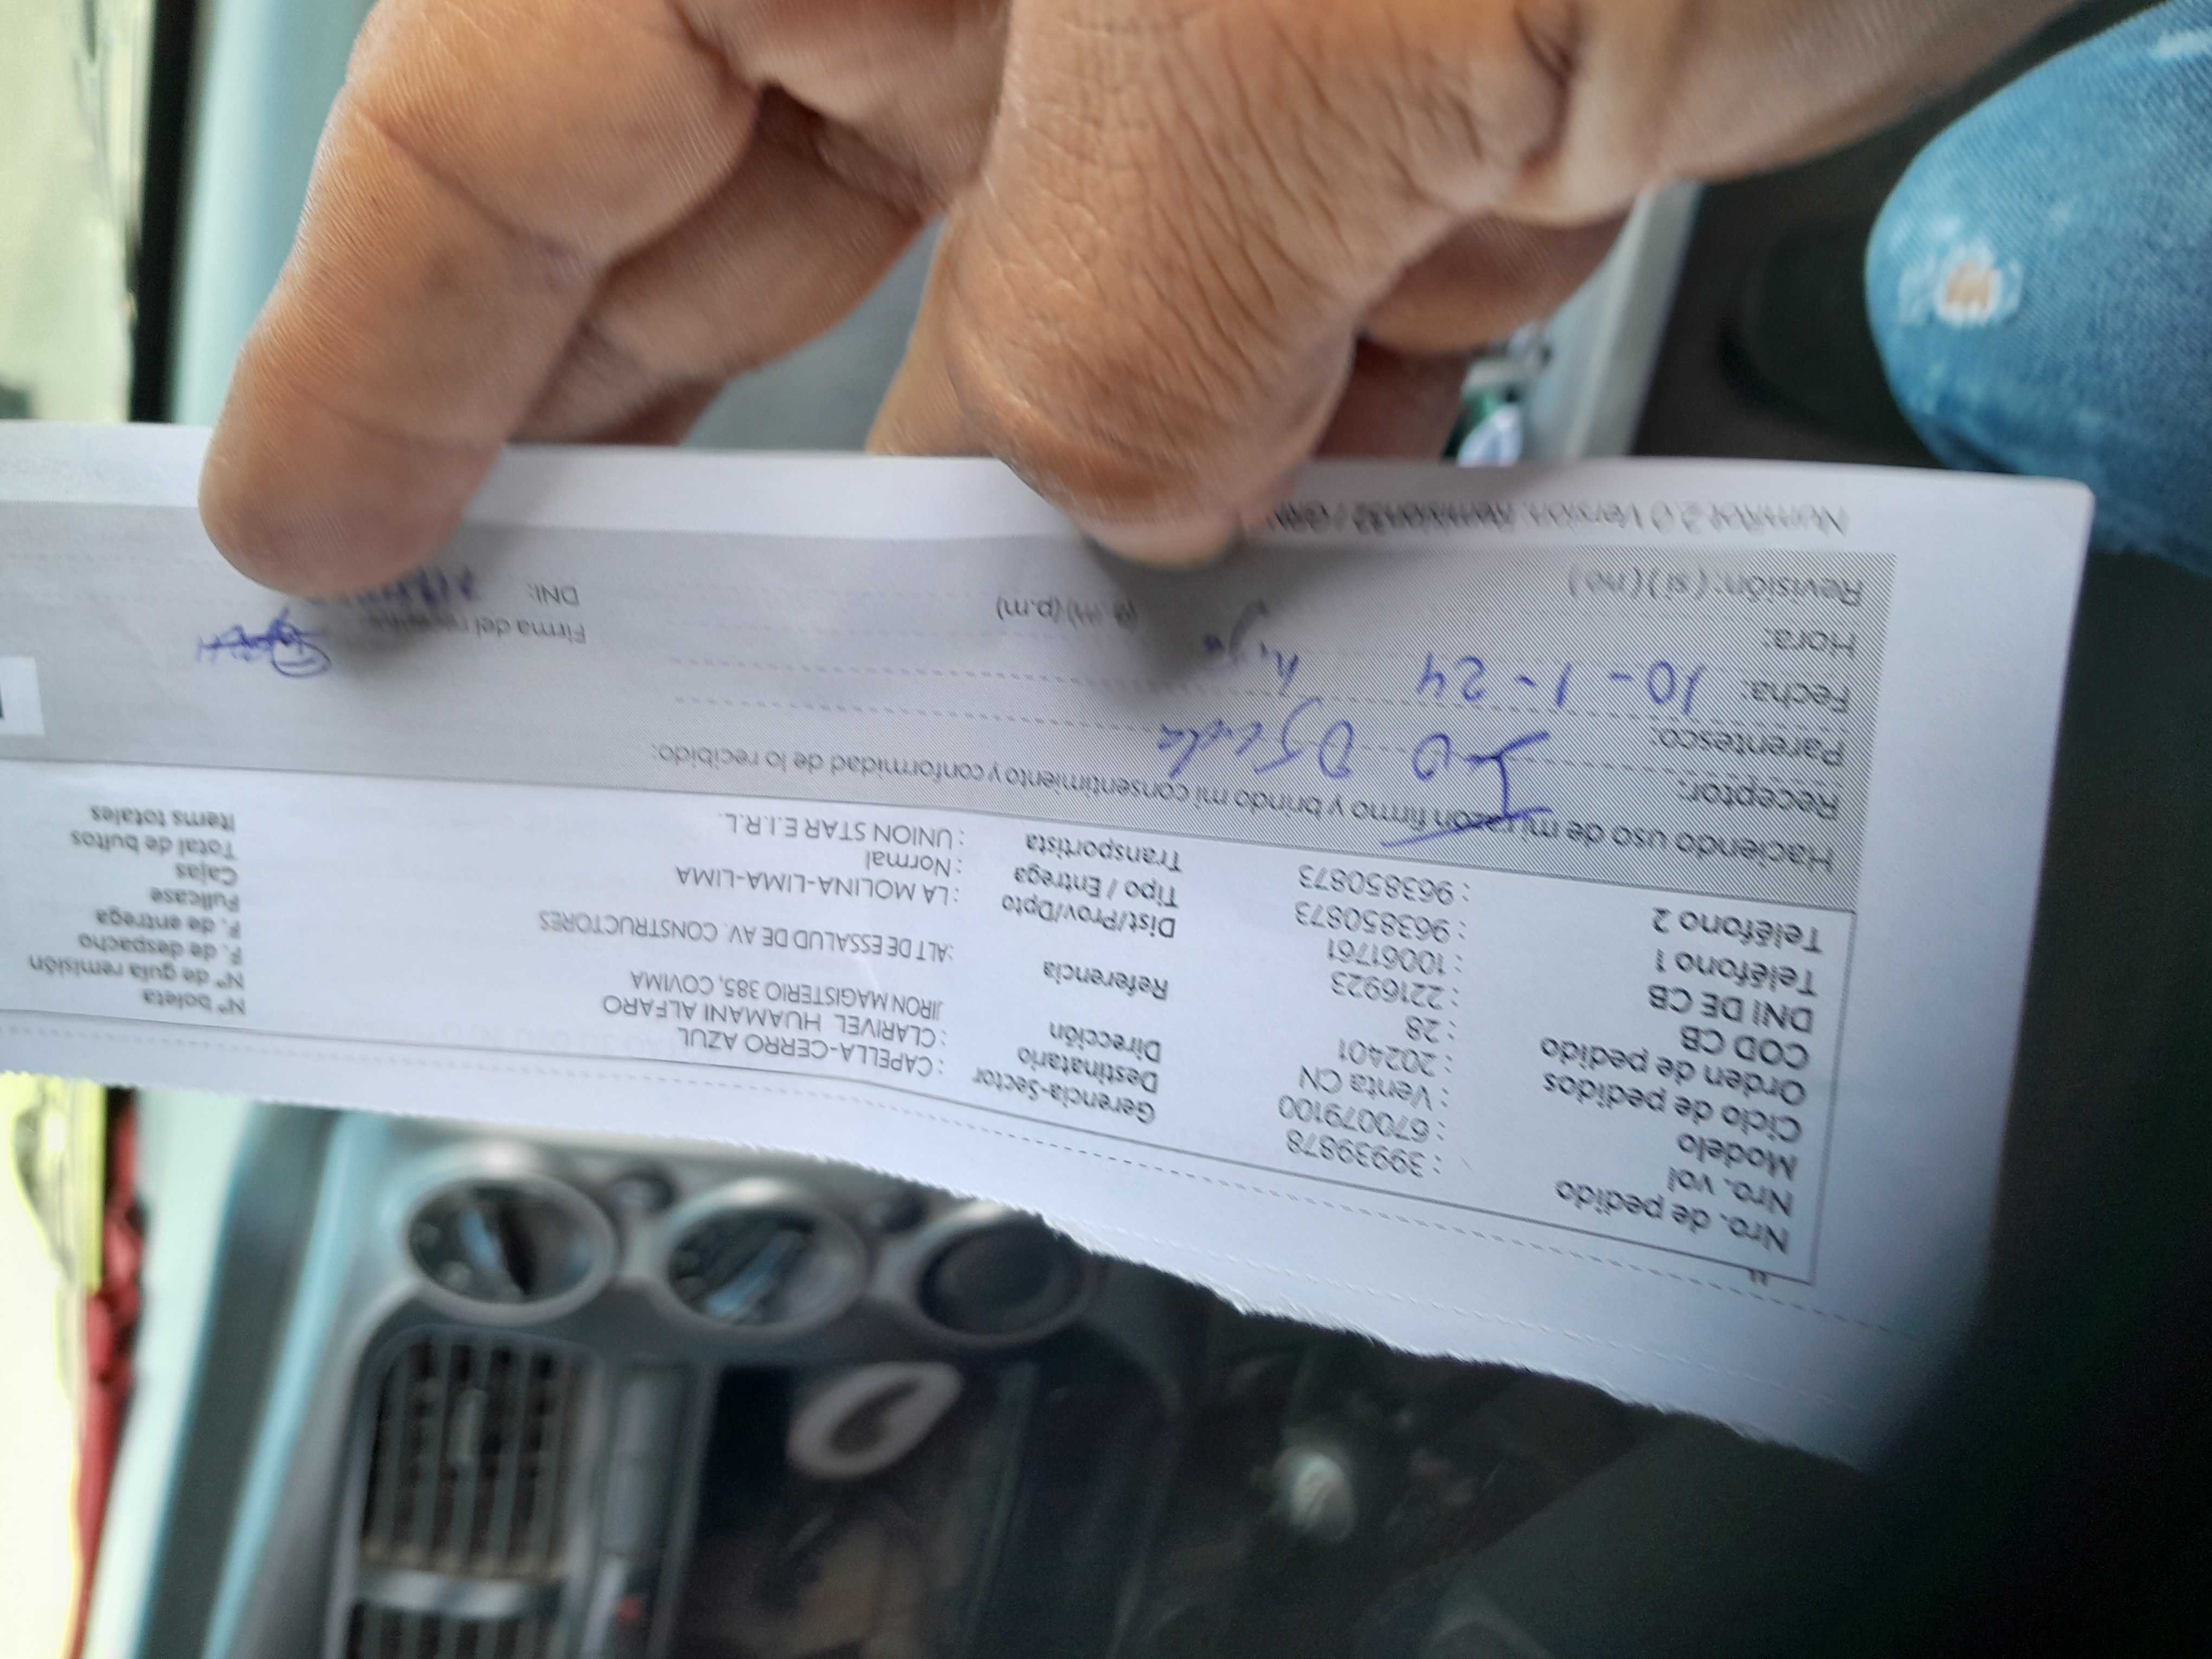 Nro. de pedido : 39939878
Nro. vol : 670079100
Modelo : Venta CN
Ciclo de pedidos : 202401
Orden de pedido : 28
COD CB : 2216923
DNI DE CB : 10061761
Teléfono 1 : 963850873
Teléfono 2 : 963850873
Gerencia-Sector : CAPELLA-CERRO AZUL
Destinatario : CLARIVEL HUAMANI ALFARO
Dirección JIRON MAGISTERIO 385, COVIMA
Referencia :ALT DE ESSALUD DE AV. CONSTRUCTORES
Dist/Prov/Dpto : LA MOLINA-LIMA-LIMA
Tipo / Entrega : Normal
Transportista : UNION STAR E.I.R.L.
Nº boleta
Nº de guía remisión
F. de despacho
F. de entrega
Fullcase
Cajas
Total de bultos
Items totales
Haciendo uso de mi razón firmo y brindo mi consentimiento y conformidad de lo recibido:
Receptor:
Parentesco:
Fecha: 10-1-24
Hora: (a.m) (p.m)
Revisión: (si) (no)
Firma del
DNI: